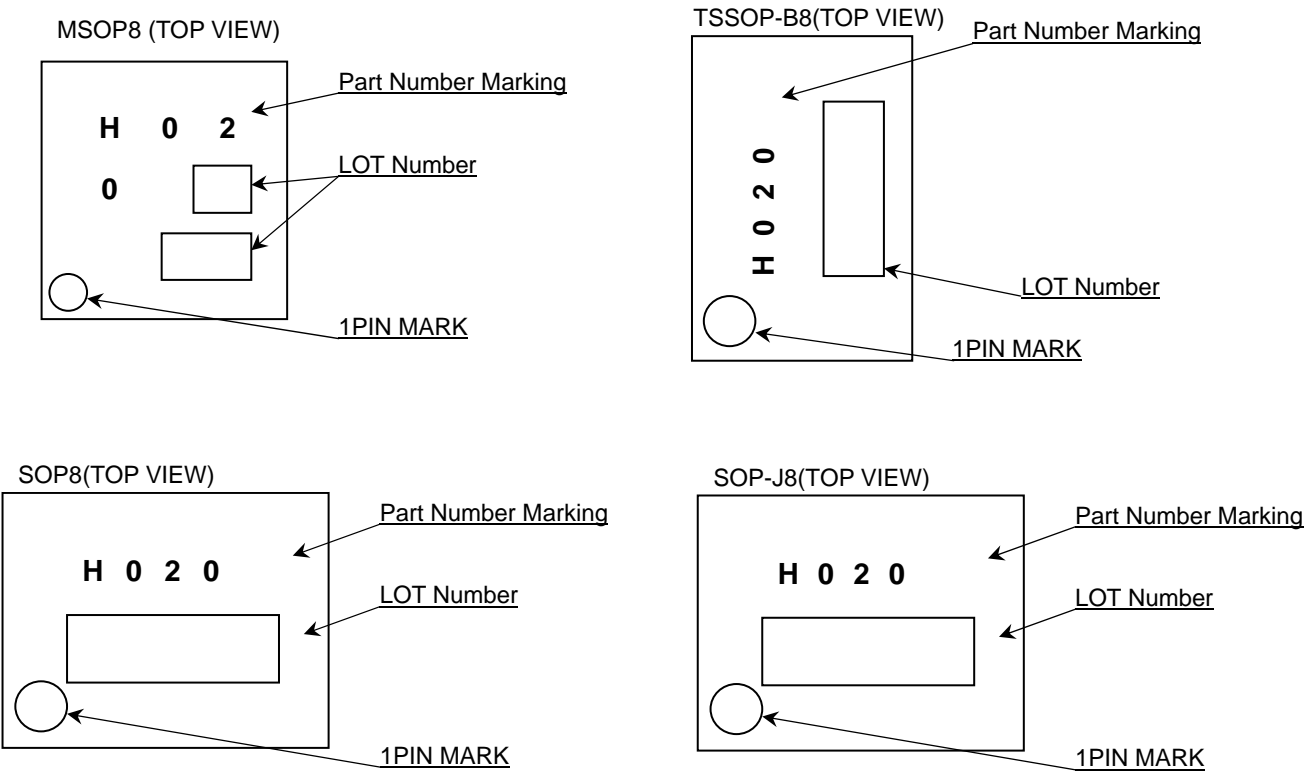 MSOP8 (TOP VIEW)
Part Number Marking
H 0 2
LOT Number
0
1PIN MARK
TSSOP-B8(TOP VIEW)
Part Number Marking
H 0 2 0
LOT Number
1PIN MARK
SOP8(TOP VIEW)
Part Number Marking
H 0 2 0
LOT Number
1PIN MARK
SOP-J8(TOP VIEW)
Part Number Marking
H 0 2 0
LOT Number
1PIN MARK